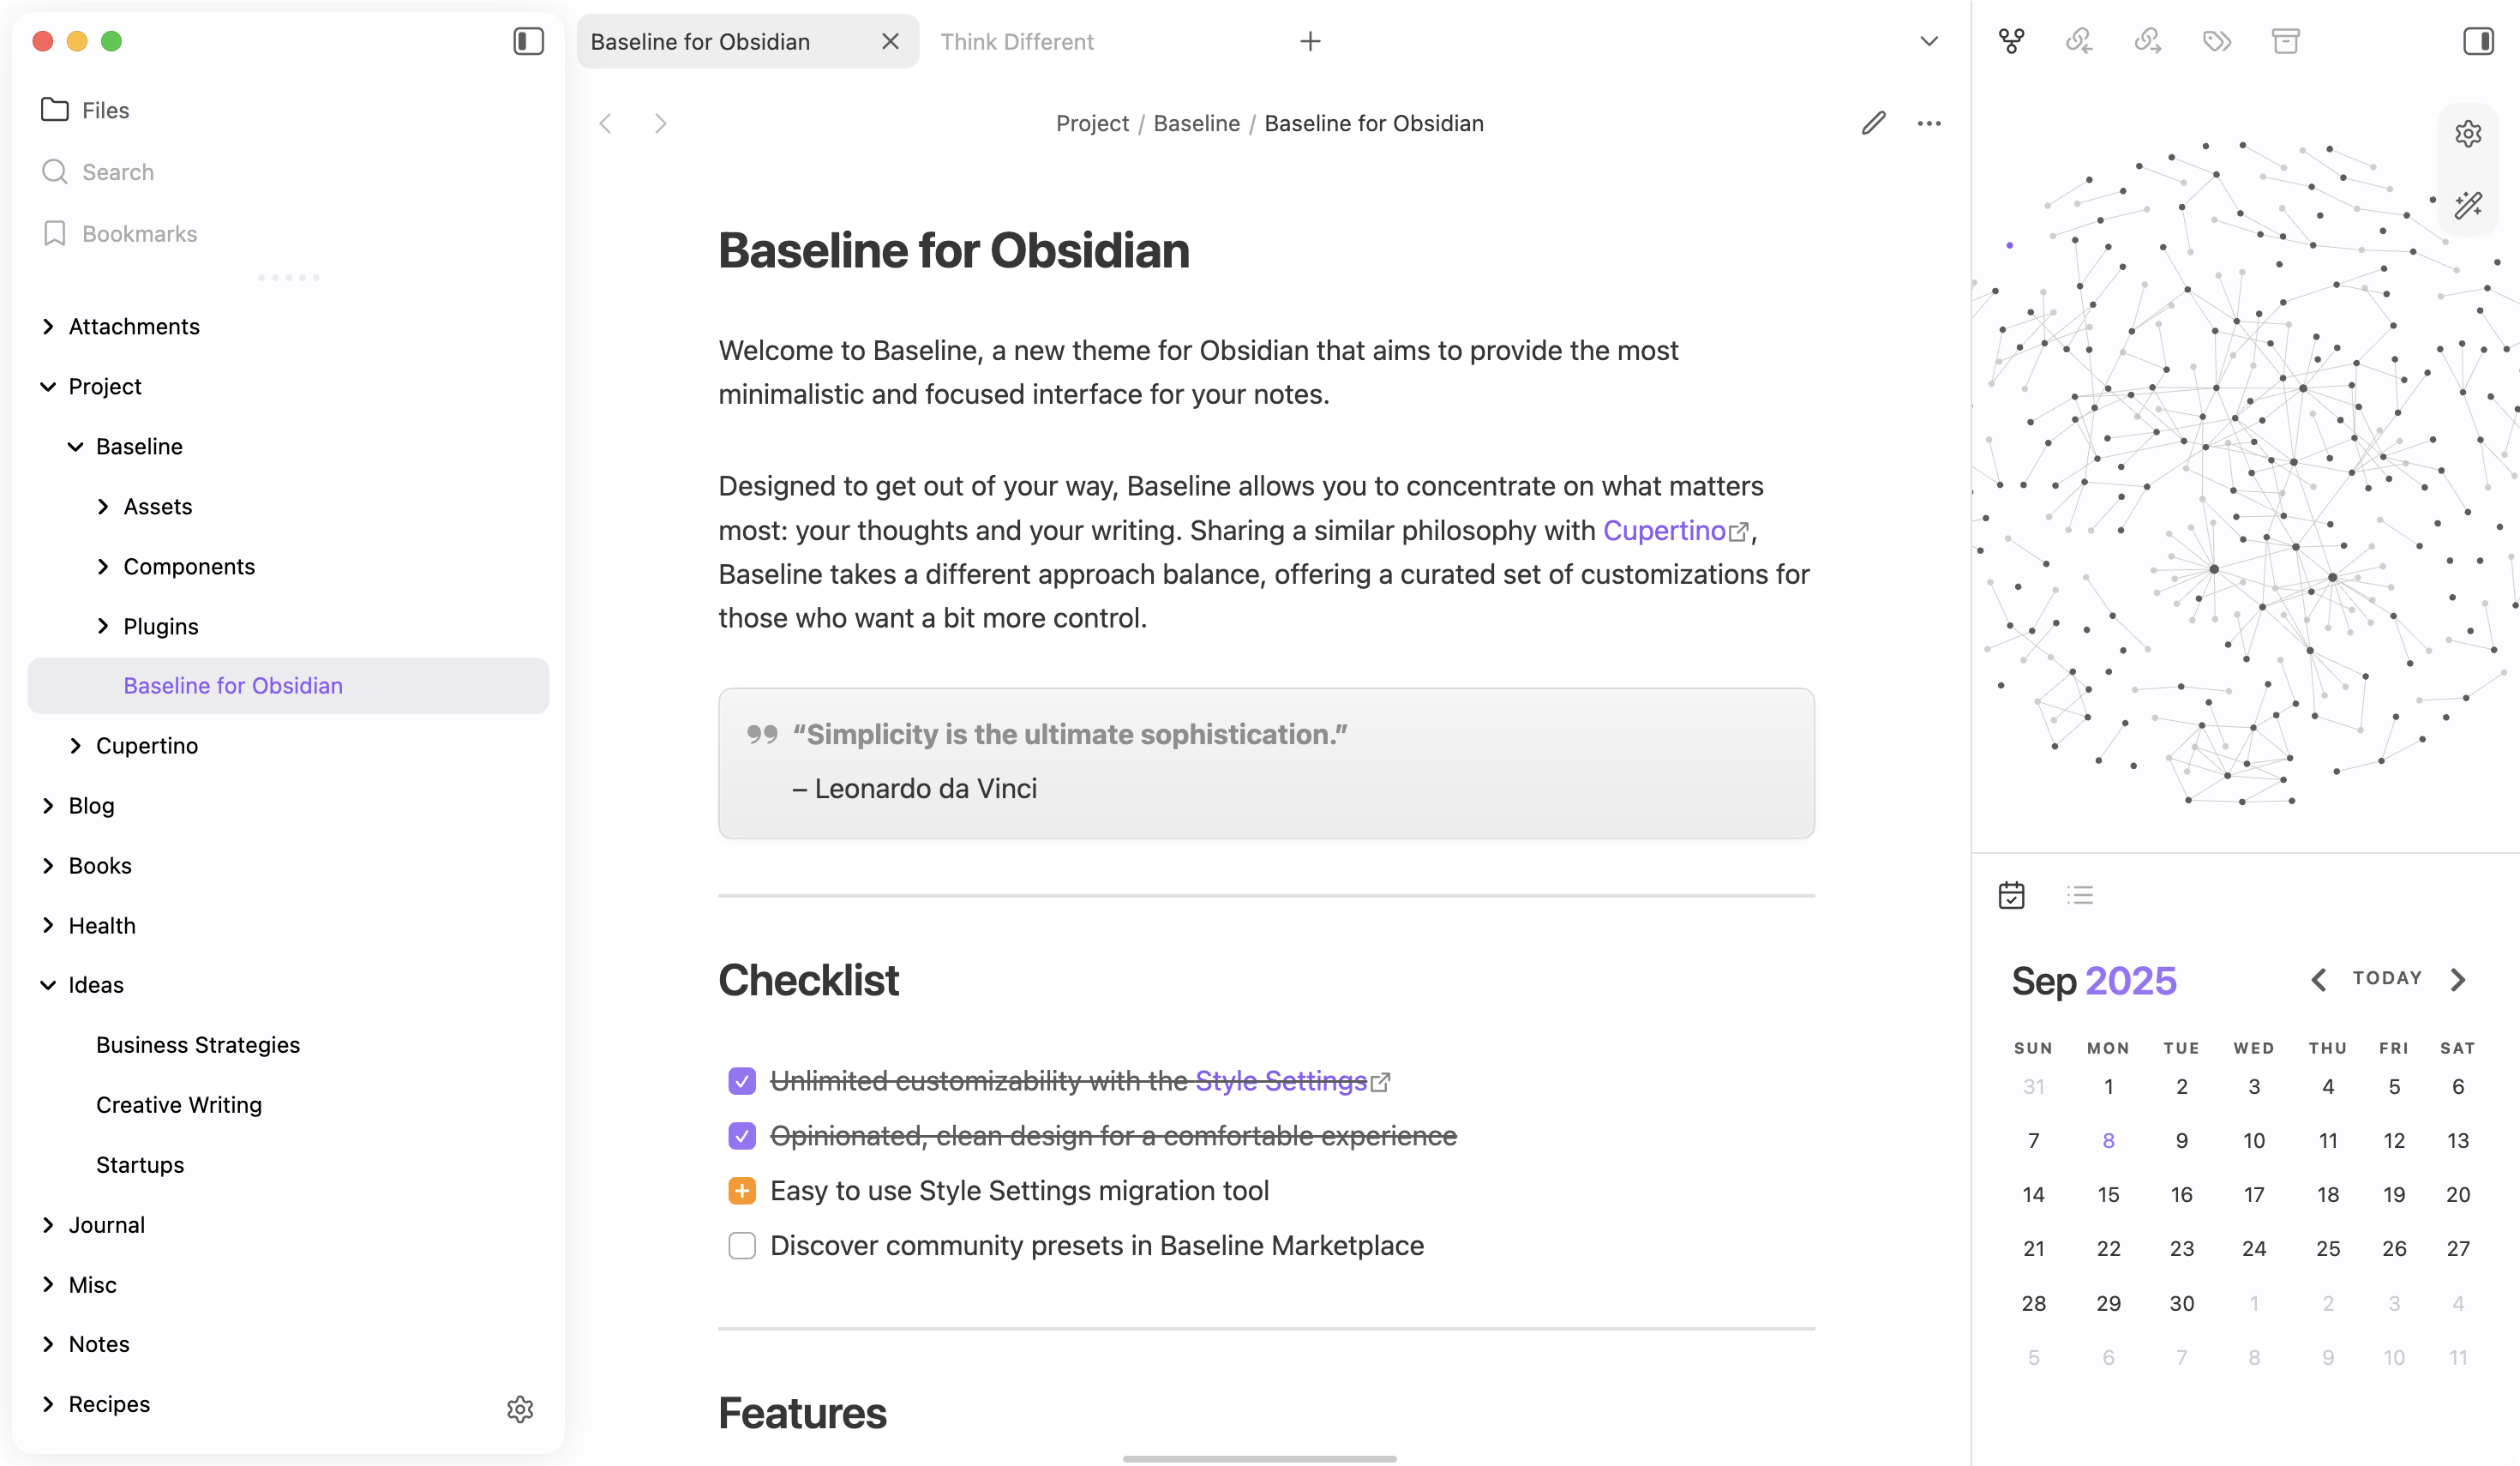 Files
Search
Bookmarks
Attachments
Project
Baseline
Assets
Components
Plugins
Baseline for Obsidian
Cupertino
Blog
Books
Health
Ideas
Business Strategies
Creative Writing
Startups
Journal
Misc
Notes
Recipes
Baseline for Obsidian
Think Different
Project / Baseline / Baseline for Obsidian
Baseline for Obsidian
Welcome to Baseline, a new theme for Obsidian that aims to provide the most
minimalistic and focused interface for your notes.
Designed to get out of your way, Baseline allows you to concentrate on what matters
most: your thoughts and your writing. Sharing a similar philosophy with Cupertino,
Baseline takes a different approach balance, offering a curated set of customizations for
those who want a bit more control.
“Simplicity is the ultimate sophistication.”
– Leonardo da Vinci
Checklist
Unlimited customizability with the Style Settings
Opinionated, clean design for a comfortable experience
Easy to use Style Settings migration tool
Discover community presets in Baseline Marketplace
Features
Sep 2025
TODAY
SUN MON TUE WED THU FRI SAT
31 1 2 3 4 5 6
7 8 9 10 11 12 13
14 15 16 17 18 19 20
21 22 23 24 25 26 27
28 29 30 1 2 3 4
5 6 7 8 9 10 11